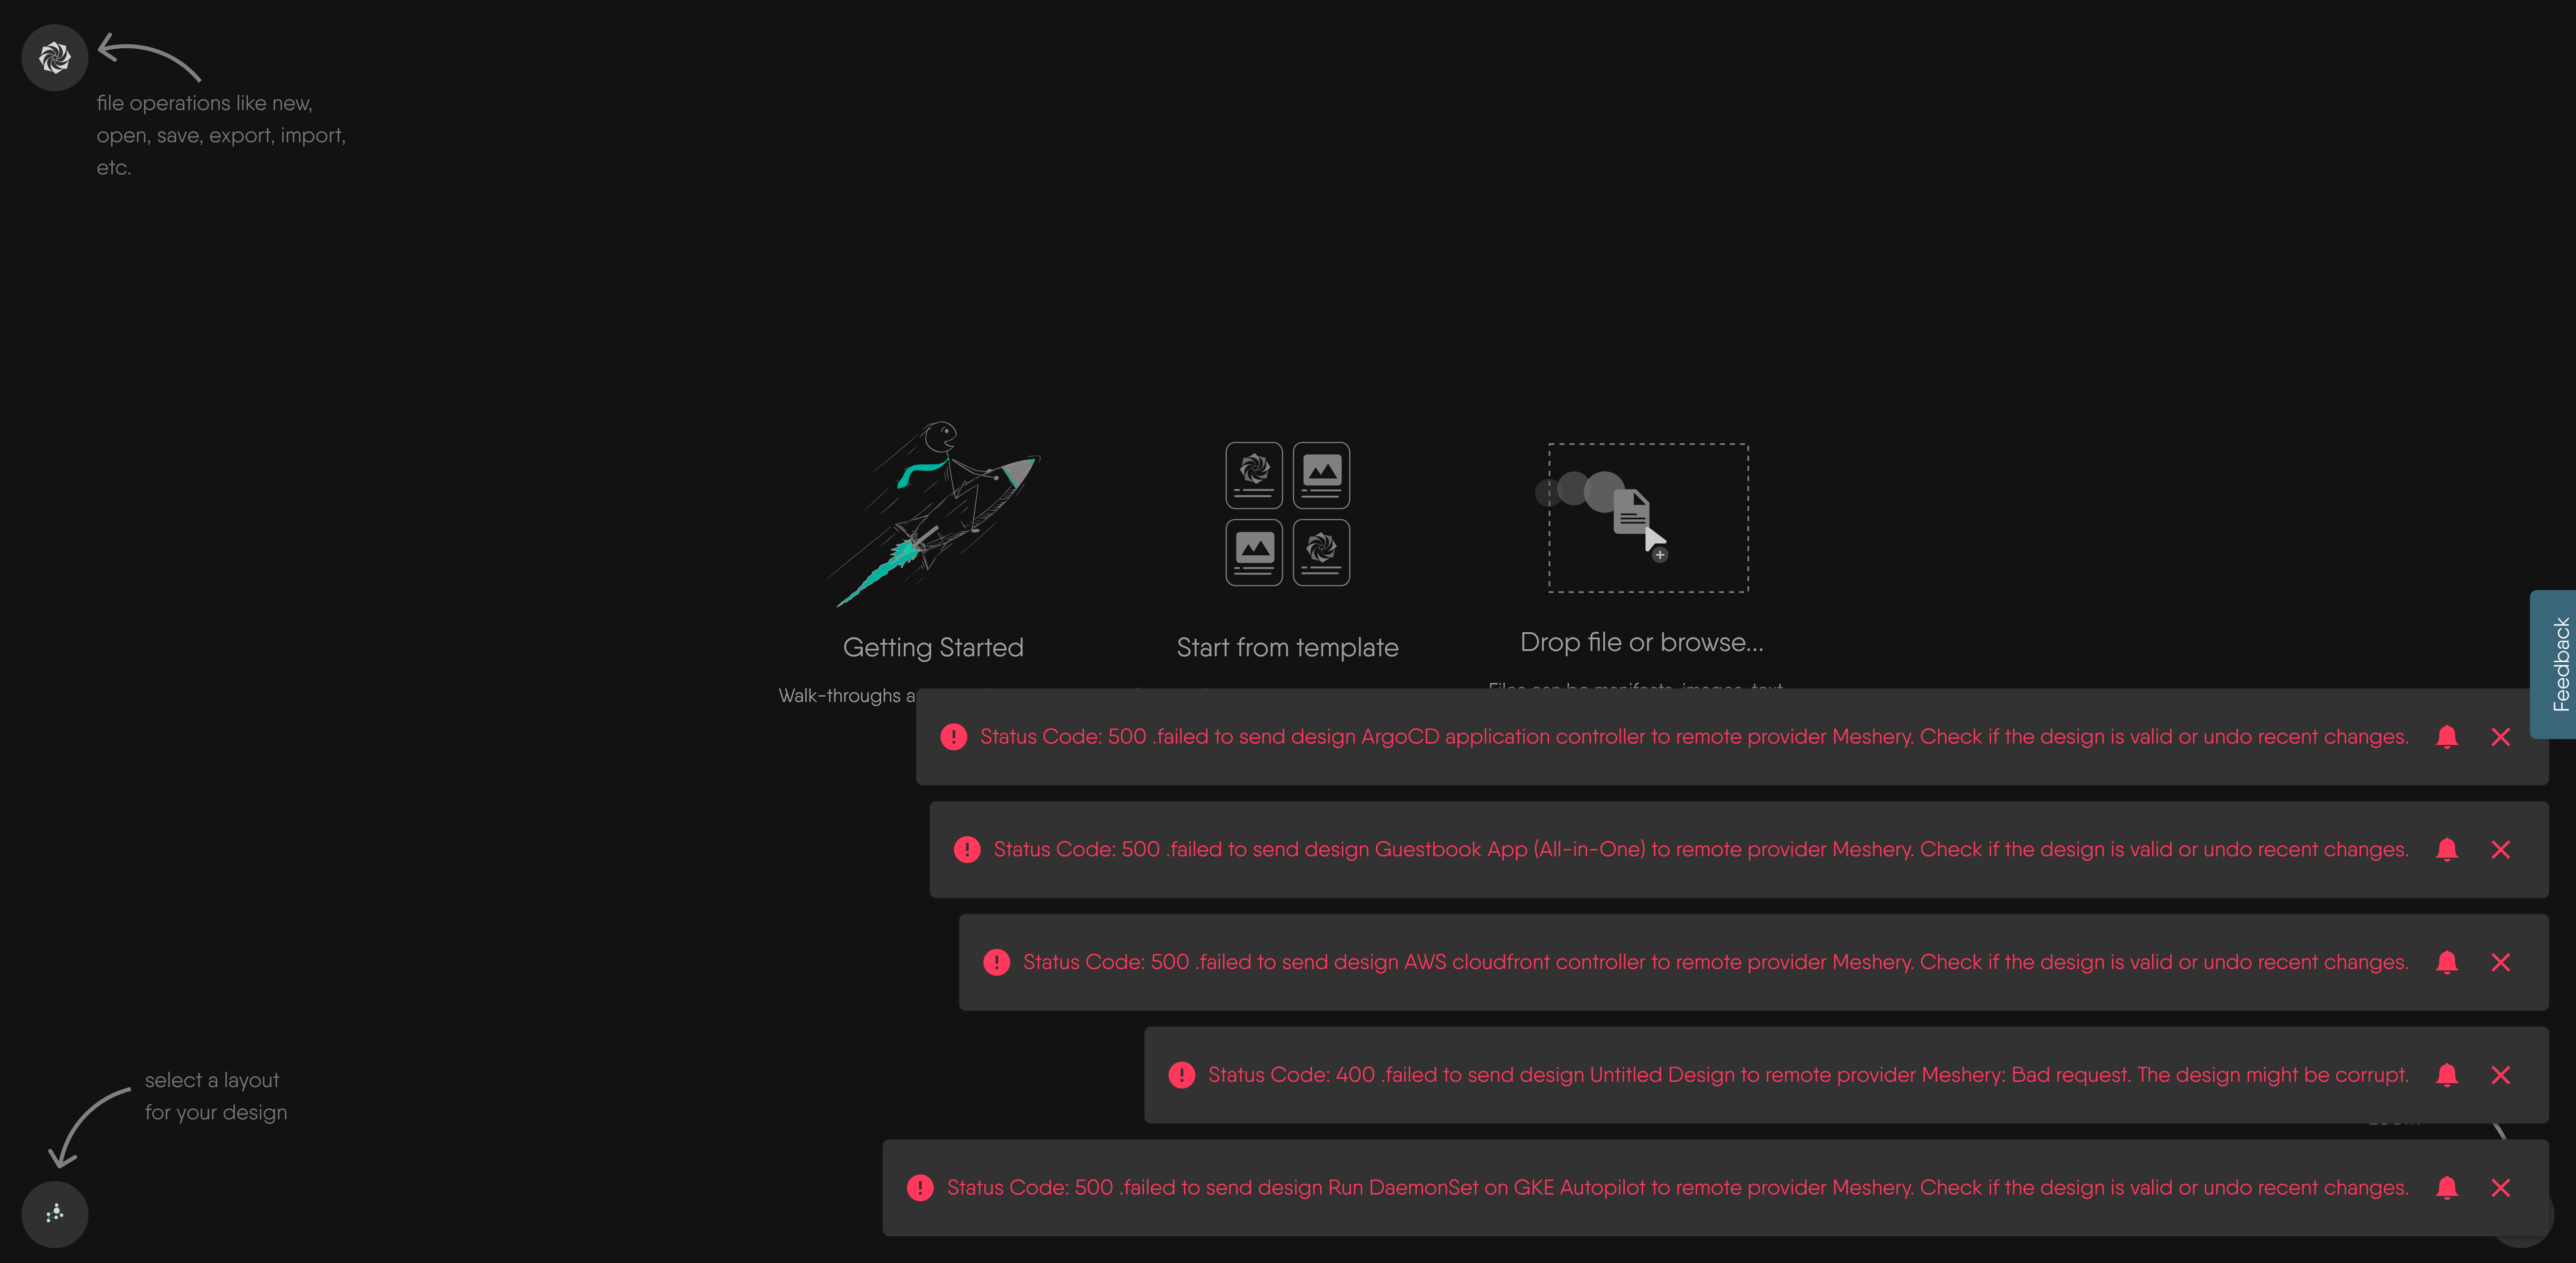 file operations like new,
open, save, export, import,
etc.
Getting Started
Start from template
Drop file or browse...
Walk-throughs a
Files can be manifests, images, text
Feedback
Status Code: 500 .failed to send design ArgoCD application controller to remote provider Meshery. Check if the design is valid or undo recent changes.
Status Code: 500 .failed to send design Guestbook App (All-in-One) to remote provider Meshery. Check if the design is valid or undo recent changes.
Status Code: 500 .failed to send design AWS cloudfront controller to remote provider Meshery. Check if the design is valid or undo recent changes.
Status Code: 400 .failed to send design Untitled Design to remote provider Meshery: Bad request. The design might be corrupt.
Status Code: 500 .failed to send design Run DaemonSet on GKE Autopilot to remote provider Meshery. Check if the design is valid or undo recent changes.
select a layout
for your design